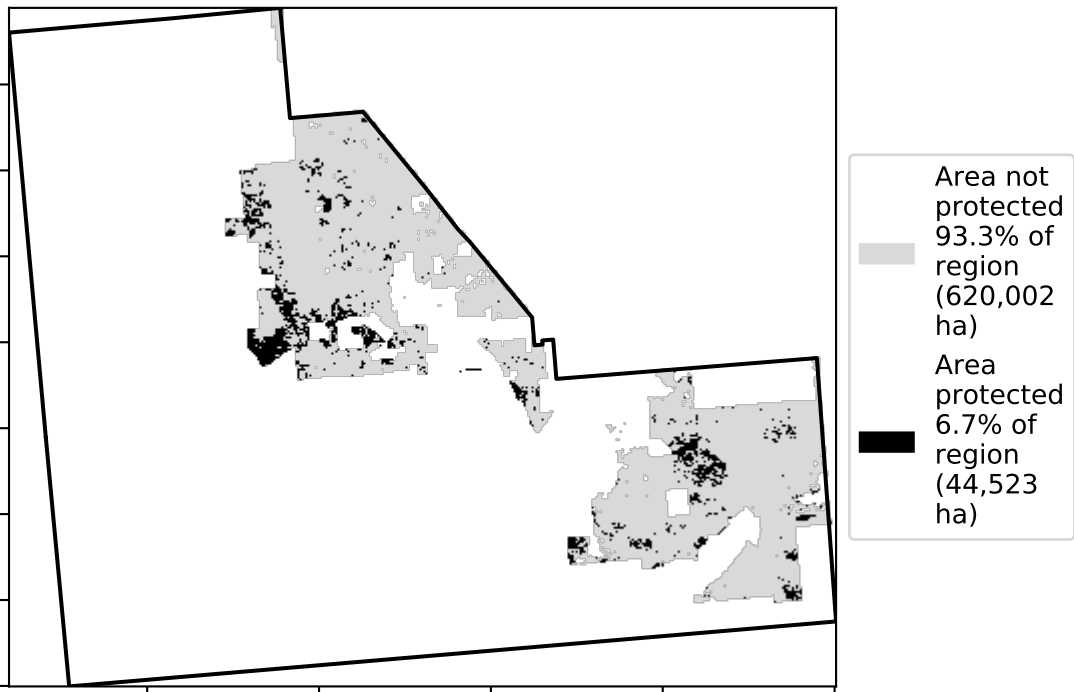 Area not
protected
93.3% of
region
(620,002
ha)
Area
protected
6.7% of
region
(44,523
ha)